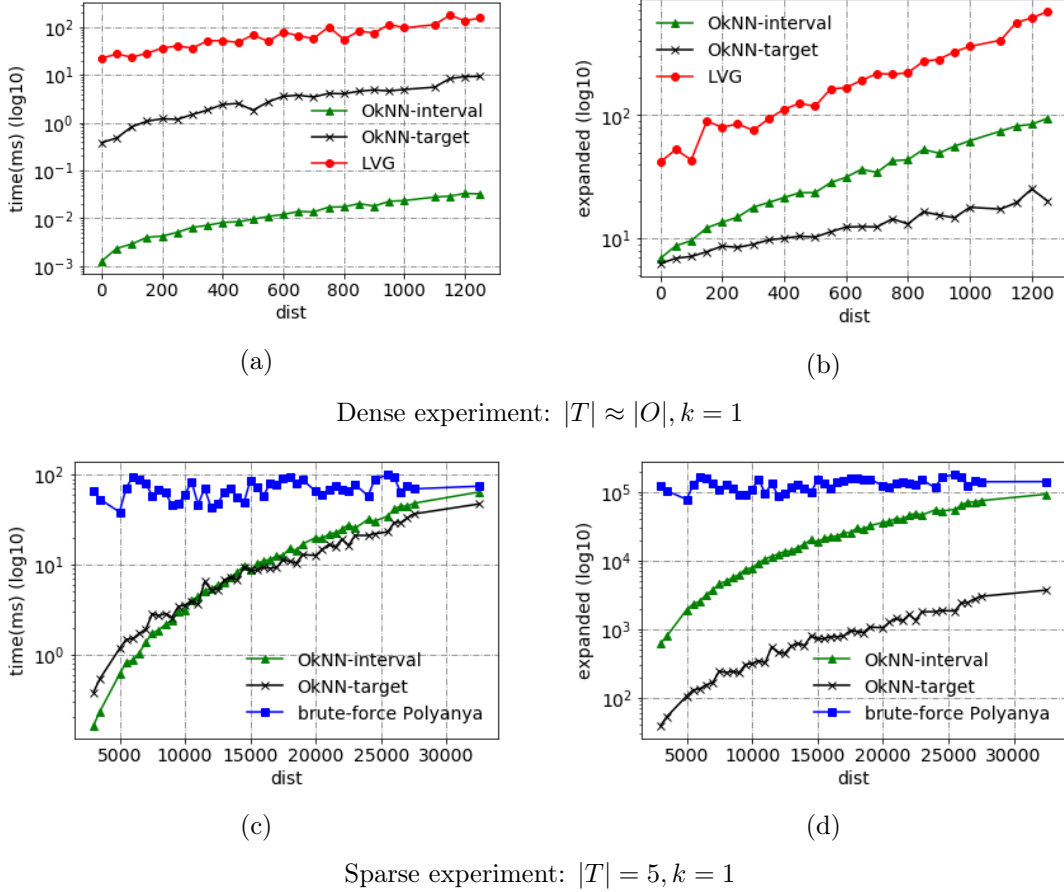 time(ms) (log10)
10^2
10^1
10^0
10^−1
10^−2
10^−3
OkNN-interval
OkNN-target
LVG
0 200 400 600 800 1000 1200
dist
(a)
expanded (log10)
10^2
10^1
OkNN-interval
OkNN-target
LVG
0 200 400 600 800 1000 1200
dist
(b)
Dense experiment: |T| ≈ |O|, k = 1
time(ms) (log10)
10^2
10^1
10^0
OkNN-interval
OkNN-target
brute-force Polyanya
5000 10000 15000 20000 25000 30000
dist
(c)
expanded (log10)
10^5
10^4
10^3
10^2
OkNN-interval
OkNN-target
brute-force Polyanya
5000 10000 15000 20000 25000 30000
dist
(d)
Sparse experiment: |T| = 5, k = 1